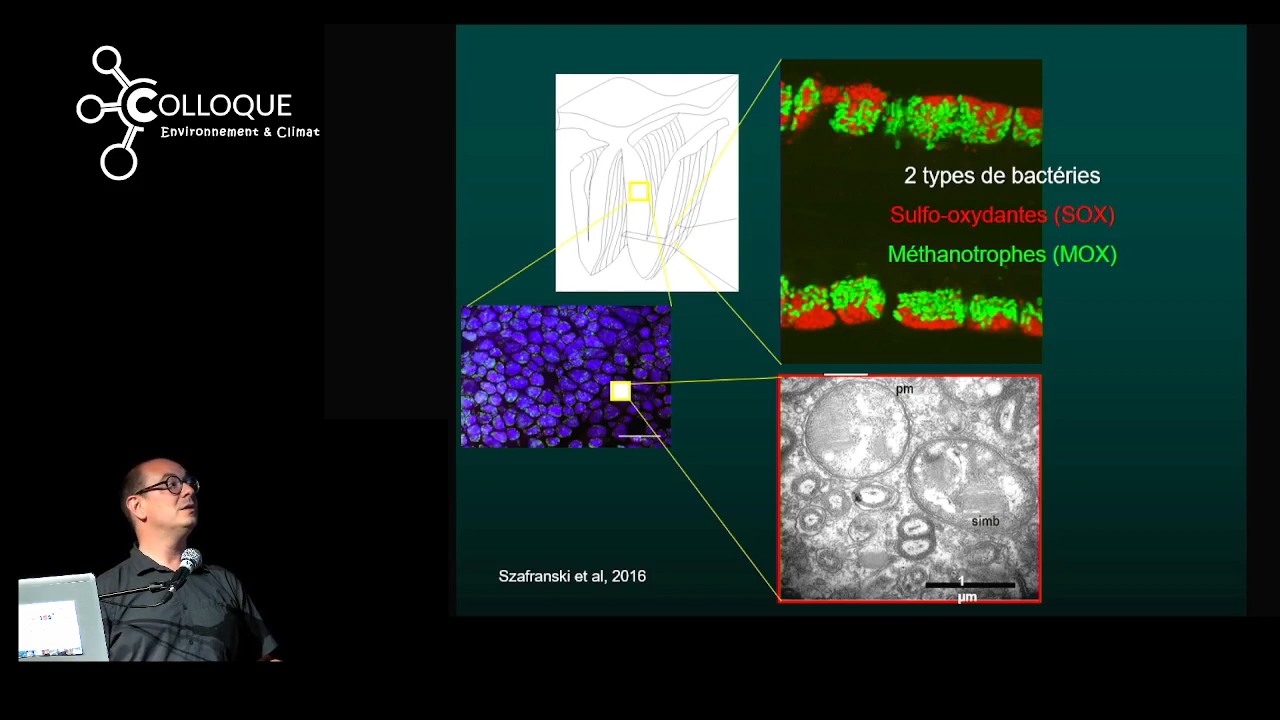 COLLOQUE
Environnement & Climat
2 types de bactéries
Sulfo-oxydantes (SOX)
Méthanotrophes (MOX)
pm
simb
1
µm
Szafranski et al, 2016